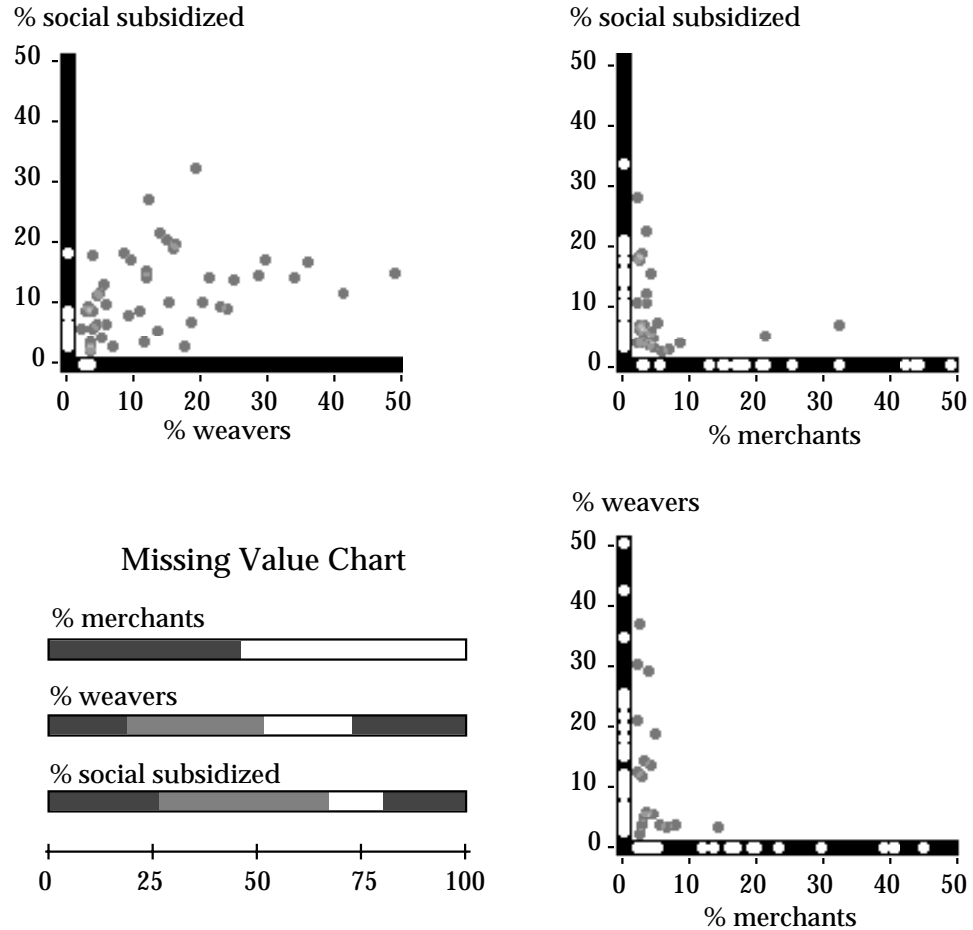 % social subsidized
50
40
30
20
10
0
0 10 20 30 40 50
% weavers
% social subsidized
50
40
30
20
10
0
0 10 20 30 40 50
% merchants
Missing Value Chart
% merchants
% weavers
% social subsidized
0 25 50 75 100
% weavers
50
40
30
20
10
0
0 10 20 30 40 50
% merchants